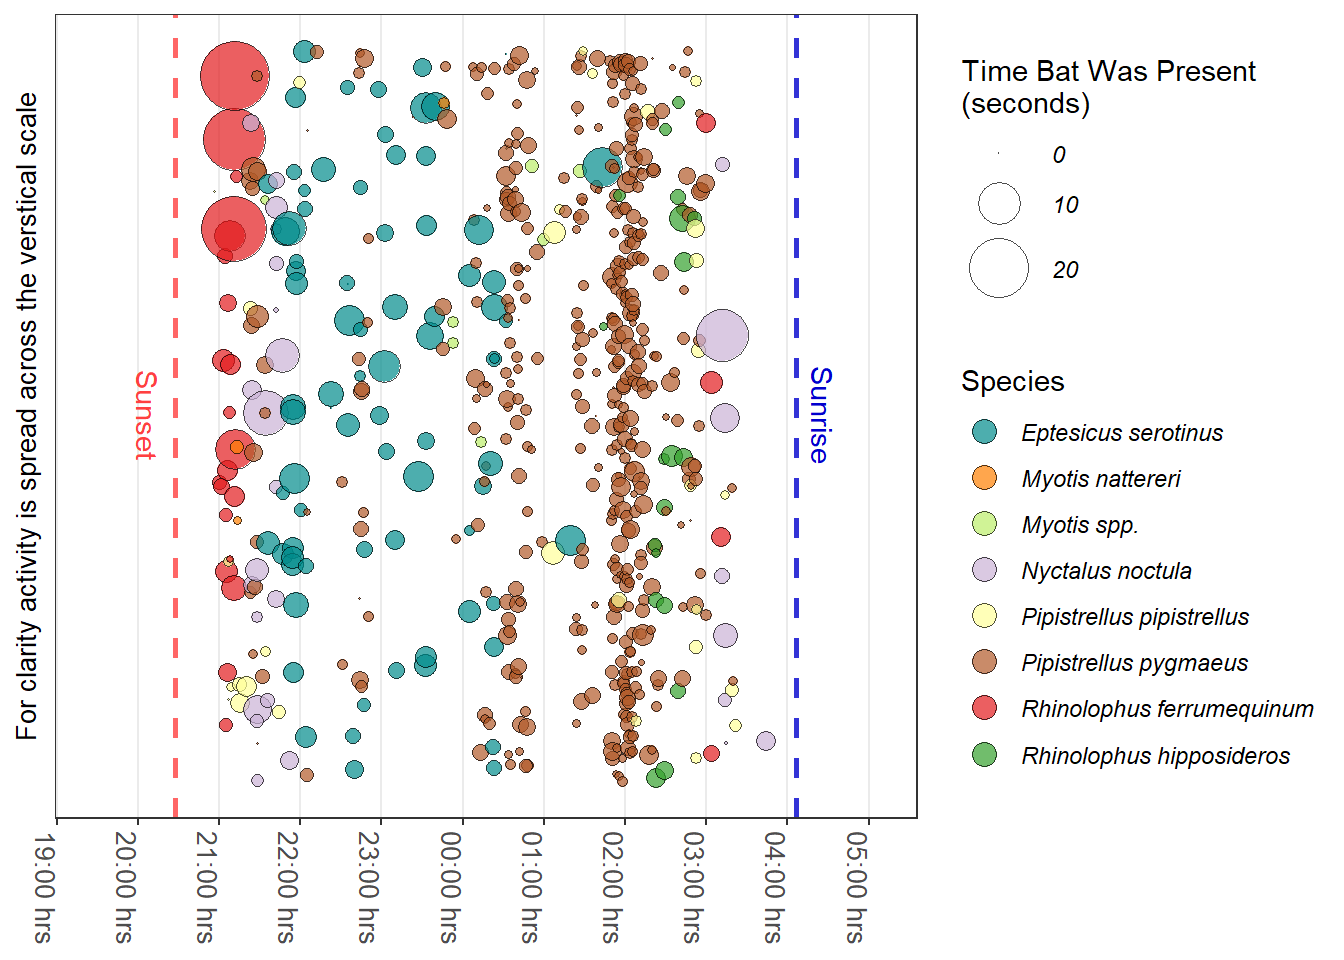 For clarity activity is spread across the verstical scale
Sunset
Sunrise
19:00 hrs
20:00 hrs
21:00 hrs
22:00 hrs
23:00 hrs
00:00 hrs
01:00 hrs
02:00 hrs
03:00 hrs
04:00 hrs
05:00 hrs
Time Bat Was Present
(seconds)
0
10
20
Species
Eptesicus serotinus
Myotis nattereri
Myotis spp.
Nyctalus noctula
Pipistrellus pipistrellus
Pipistrellus pygmaeus
Rhinolophus ferrumequinum
Rhinolophus hipposideros